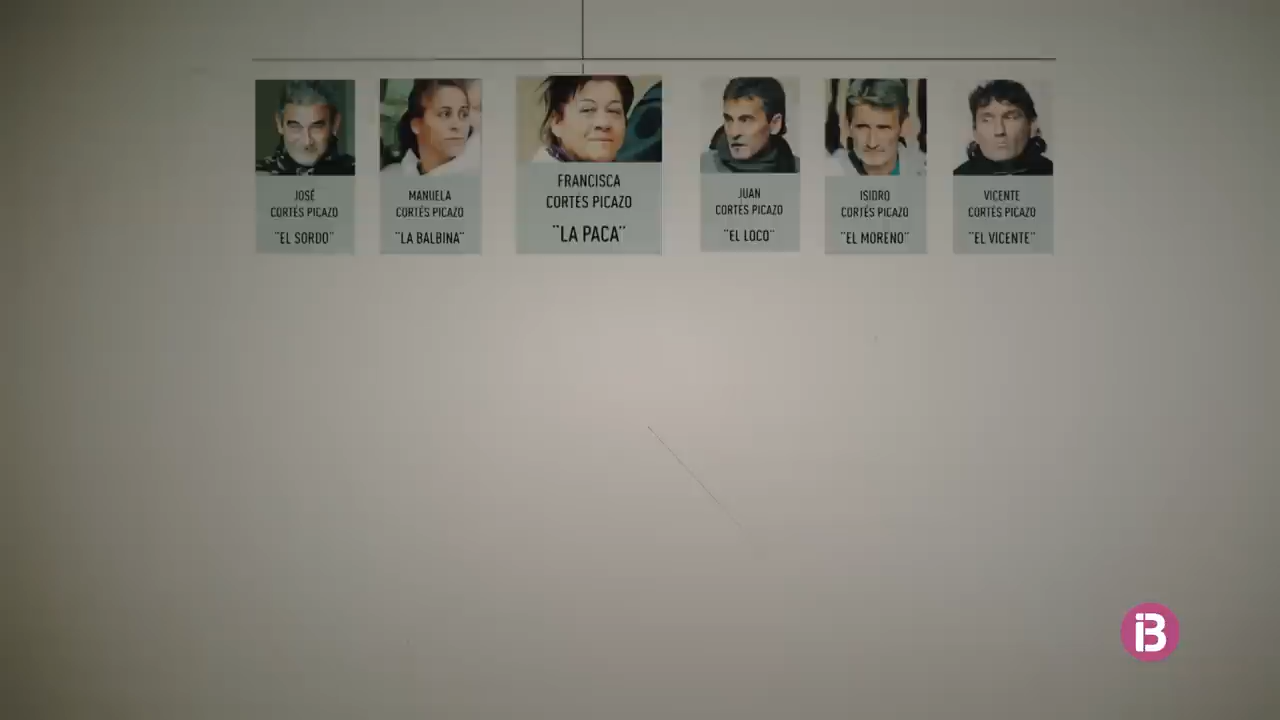 JOSÉ
CORTÉS PICAZO
"EL SORDO"
MANUELA
CORTÉS PICAZO
"LA BALBINA"
FRANCISCA
CORTÉS PICAZO
"LA PACA"
JUAN
CORTÉS PICAZO
"EL LOCO"
ISIDRO
CORTÉS PICAZO
"EL MORENO"
VICENTE
CORTÉS PICAZO
"EL VICENTE"
iB